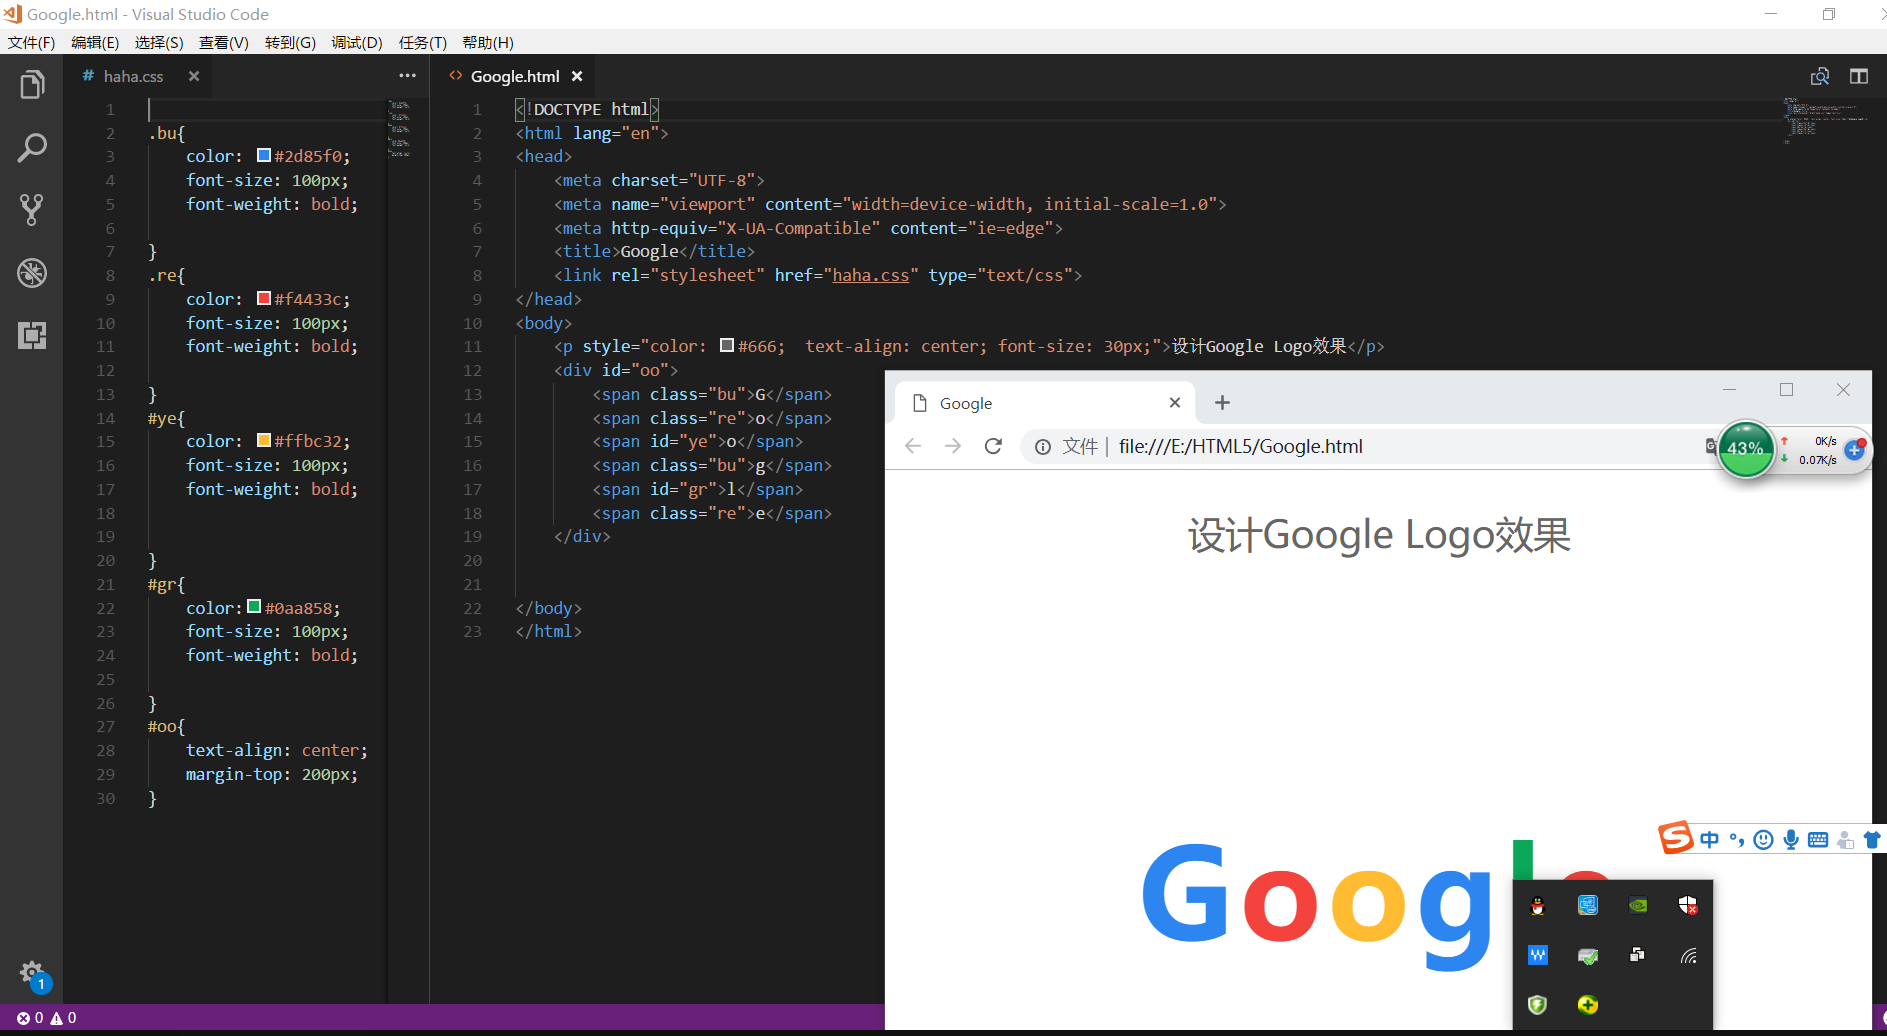 Google.html - Visual Studio Code
文件(F) 编辑(E) 选择(S) 查看(V) 转到(G) 调试(D) 任务(T) 帮助(H)
# haha.css
1
2 .bu{
3 color: #2d85f0;
4 font-size: 100px;
5 font-weight: bold;
6
7 }
8 .re{
9 color: #f4433c;
10 font-size: 100px;
11 font-weight: bold;
12
13 }
14 #ye{
15 color: #ffbc32;
16 font-size: 100px;
17 font-weight: bold;
18
19
20 }
21 #gr{
22 color: #0aa858;
23 font-size: 100px;
24 font-weight: bold;
25
26 }
27 #oo{
28 text-align: center;
29 margin-top: 200px;
30 }
<> Google.html
1 <!DOCTYPE html>
2 <html lang="en">
3 <head>
4 <meta charset="UTF-8">
5 <meta name="viewport" content="width=device-width, initial-scale=1.0">
6 <meta http-equiv="X-UA-Compatible" content="ie=edge">
7 <title>Google</title>
8 <link rel="stylesheet" href="haha.css" type="text/css">
9 </head>
10 <body>
11 <p style="color: #666; text-align: center; font-size: 30px;">设计Google Logo效果</p>
12 <div id="oo">
13 <span class="bu">G</span>
14 <span class="re">o</span>
15 <span id="ye">o</span>
16 <span class="bu">g</span>
17 <span id="gr">l</span>
18 <span class="re">e</span>
19 </div>
20
21
22 </body>
23 </html>
Google
文件 | file:///E:/HTML5/Google.html
43%
0K/s
0.07K/s
设计Google Logo效果
中
Google
1
0 0